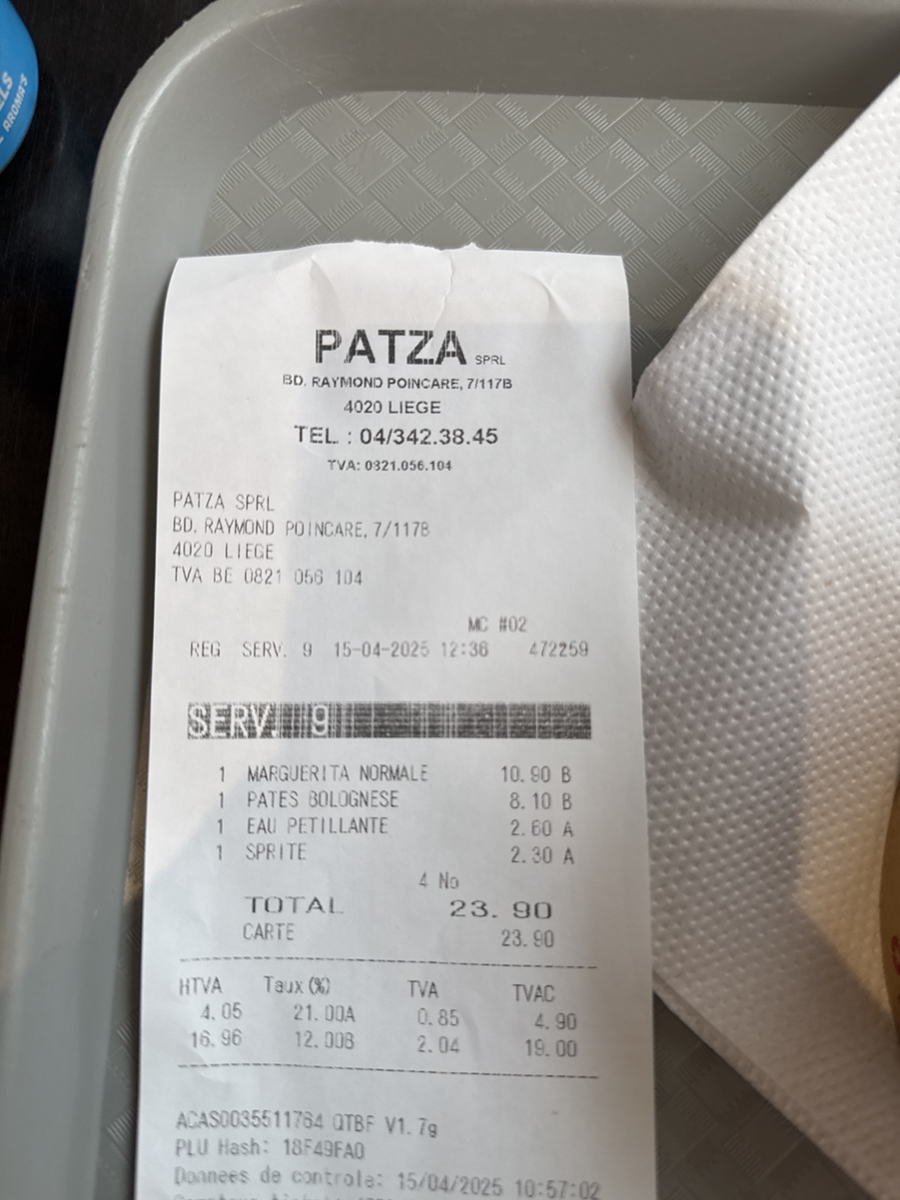 LLS
AROMA'S
PATZA SPRL
BD. RAYMOND POINCARE, 7/117B
4020 LIEGE
TEL. : 04/342.38.45
TVA: 0821.056.104
PATZA SPRL
BD. RAYMOND POINCARE, 7/117B
4020 LIEGE
TVA BE 0821 056 104
MC #02
REG SERV. 9 15-04-2025 12:36 472259
SERV. 9
1 MARGUERITA NORMALE 10.90 B
1 PATES BOLOGNESE 8.10 B
1 EAU PETILLANTE 2.60 A
1 SPRITE 2.30 A
4 No
TOTAL 23.90
CARTE 23.90
HTVA Taux (%) TVA TVAC
4.05 21.00A 0.85 4.90
16.96 12.00B 2.04 19.00
ACAS0035511764 QTBF V1.7g
PLU Hash: 18F49FA0
Donnees de controle: 15/04/2025 10:57:02